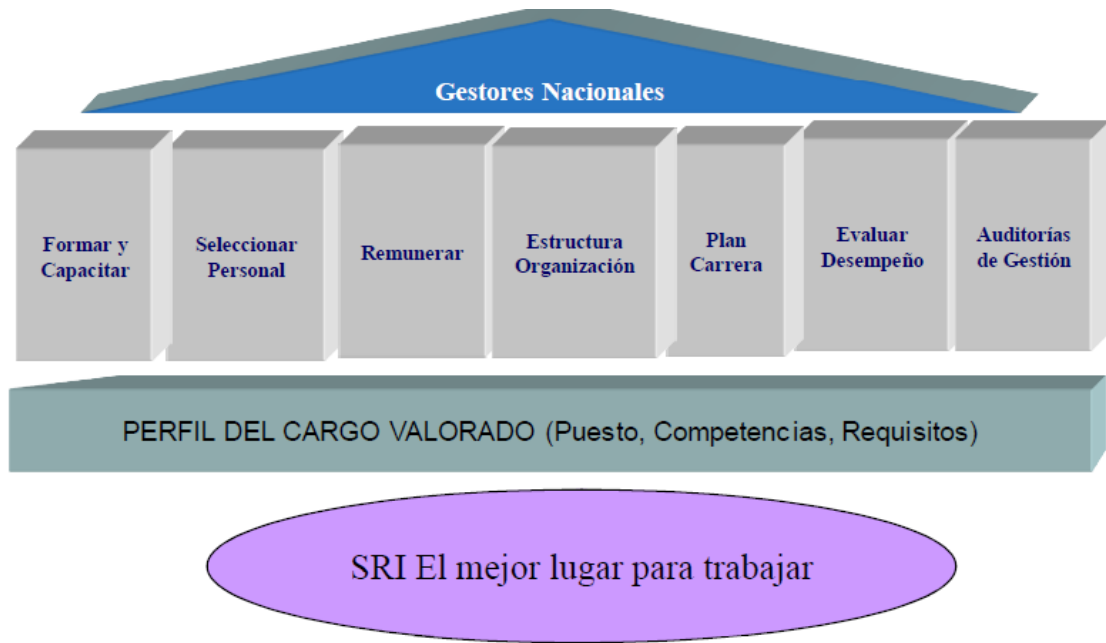 Gestores Nacionales
Formar y
Capacitar
Seleccionar
Personal
Remunerar
Estructura
Organización
Plan
Carrera
Evaluar
Desempeño
Auditorías
de Gestión
PERFIL DEL CARGO VALORADO (Puesto, Competencias, Requisitos)
SRI El mejor lugar para trabajar